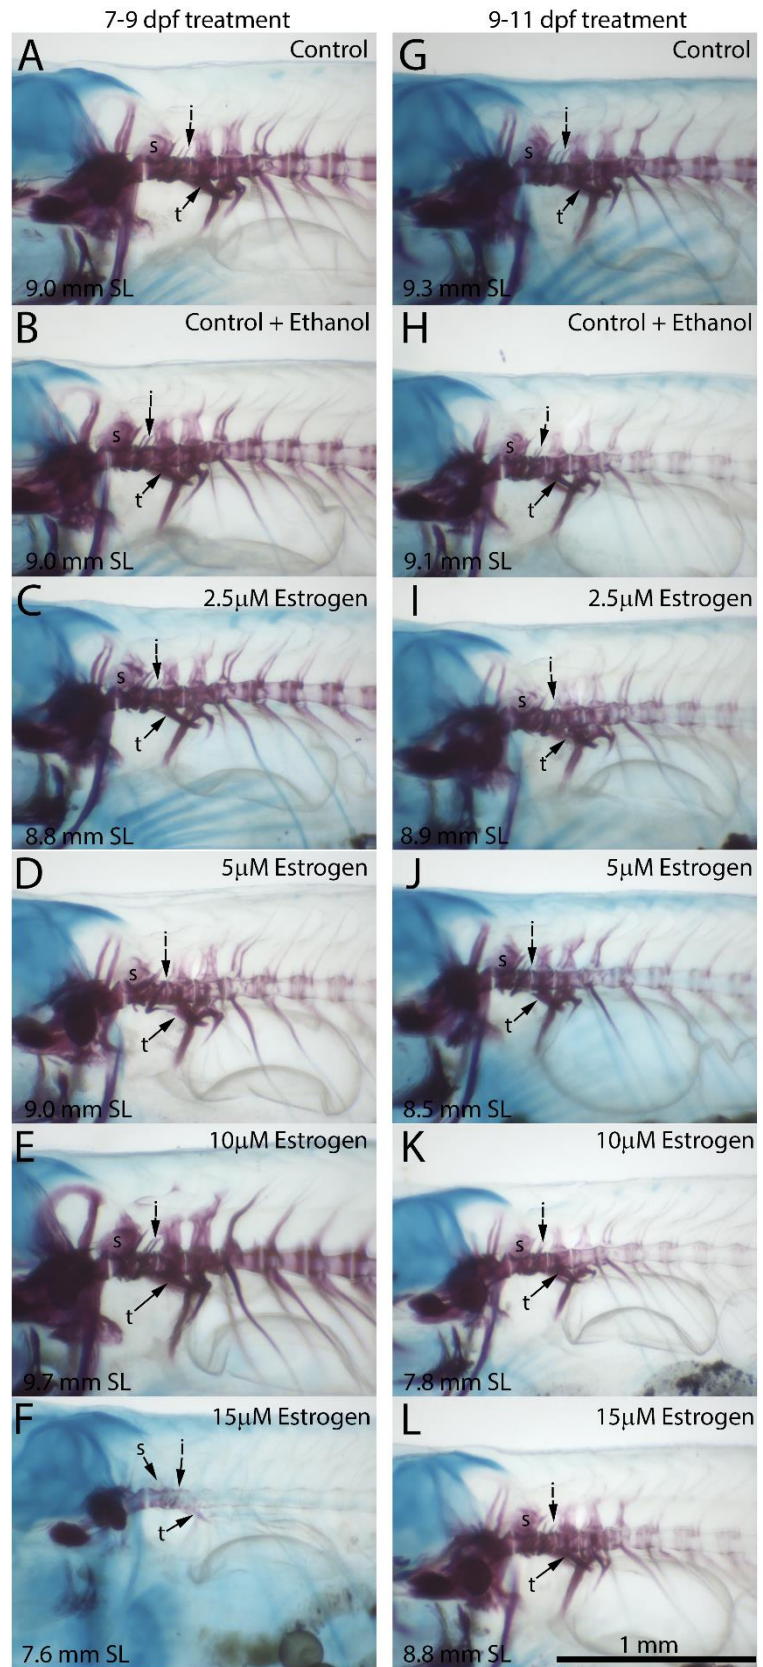 7-9 dpf treatment
9-11 dpf treatment
A
Control
i
s
t
9.0 mm SL
G
Control
i
s
t
9.3 mm SL
B
Control + Ethanol
i
s
t
9.0 mm SL
H
Control + Ethanol
i
s
t
9.1 mm SL
C
2.5μM Estrogen
i
s
t
8.8 mm SL
I
2.5μM Estrogen
i
s
t
8.9 mm SL
D
5μM Estrogen
i
s
t
9.0 mm SL
J
5μM Estrogen
i
s
t
8.5 mm SL
E
10μM Estrogen
i
s
t
9.7 mm SL
K
10μM Estrogen
i
s
t
7.8 mm SL
F
15μM Estrogen
s
i
t
7.6 mm SL
L
15μM Estrogen
i
s
t
8.8 mm SL
1 mm